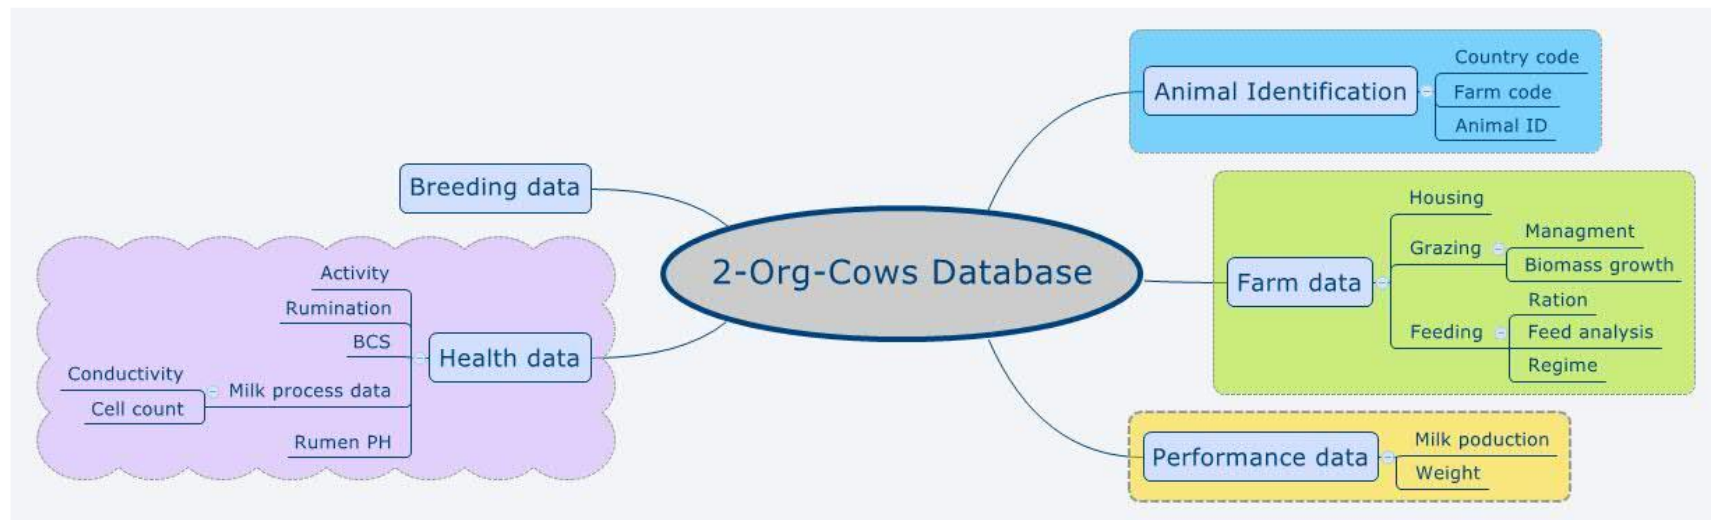 2-Org-Cows Database
Animal Identification
Country code
Farm code
Animal ID
Farm data
Housing
Grazing
Managment
Biomass growth
Feeding
Ration
Feed analysis
Regime
Performance data
Milk poduction
Weight
Breeding data
Health data
Activity
Rumination
BCS
Milk process data
Conductivity
Cell count
Rumen PH